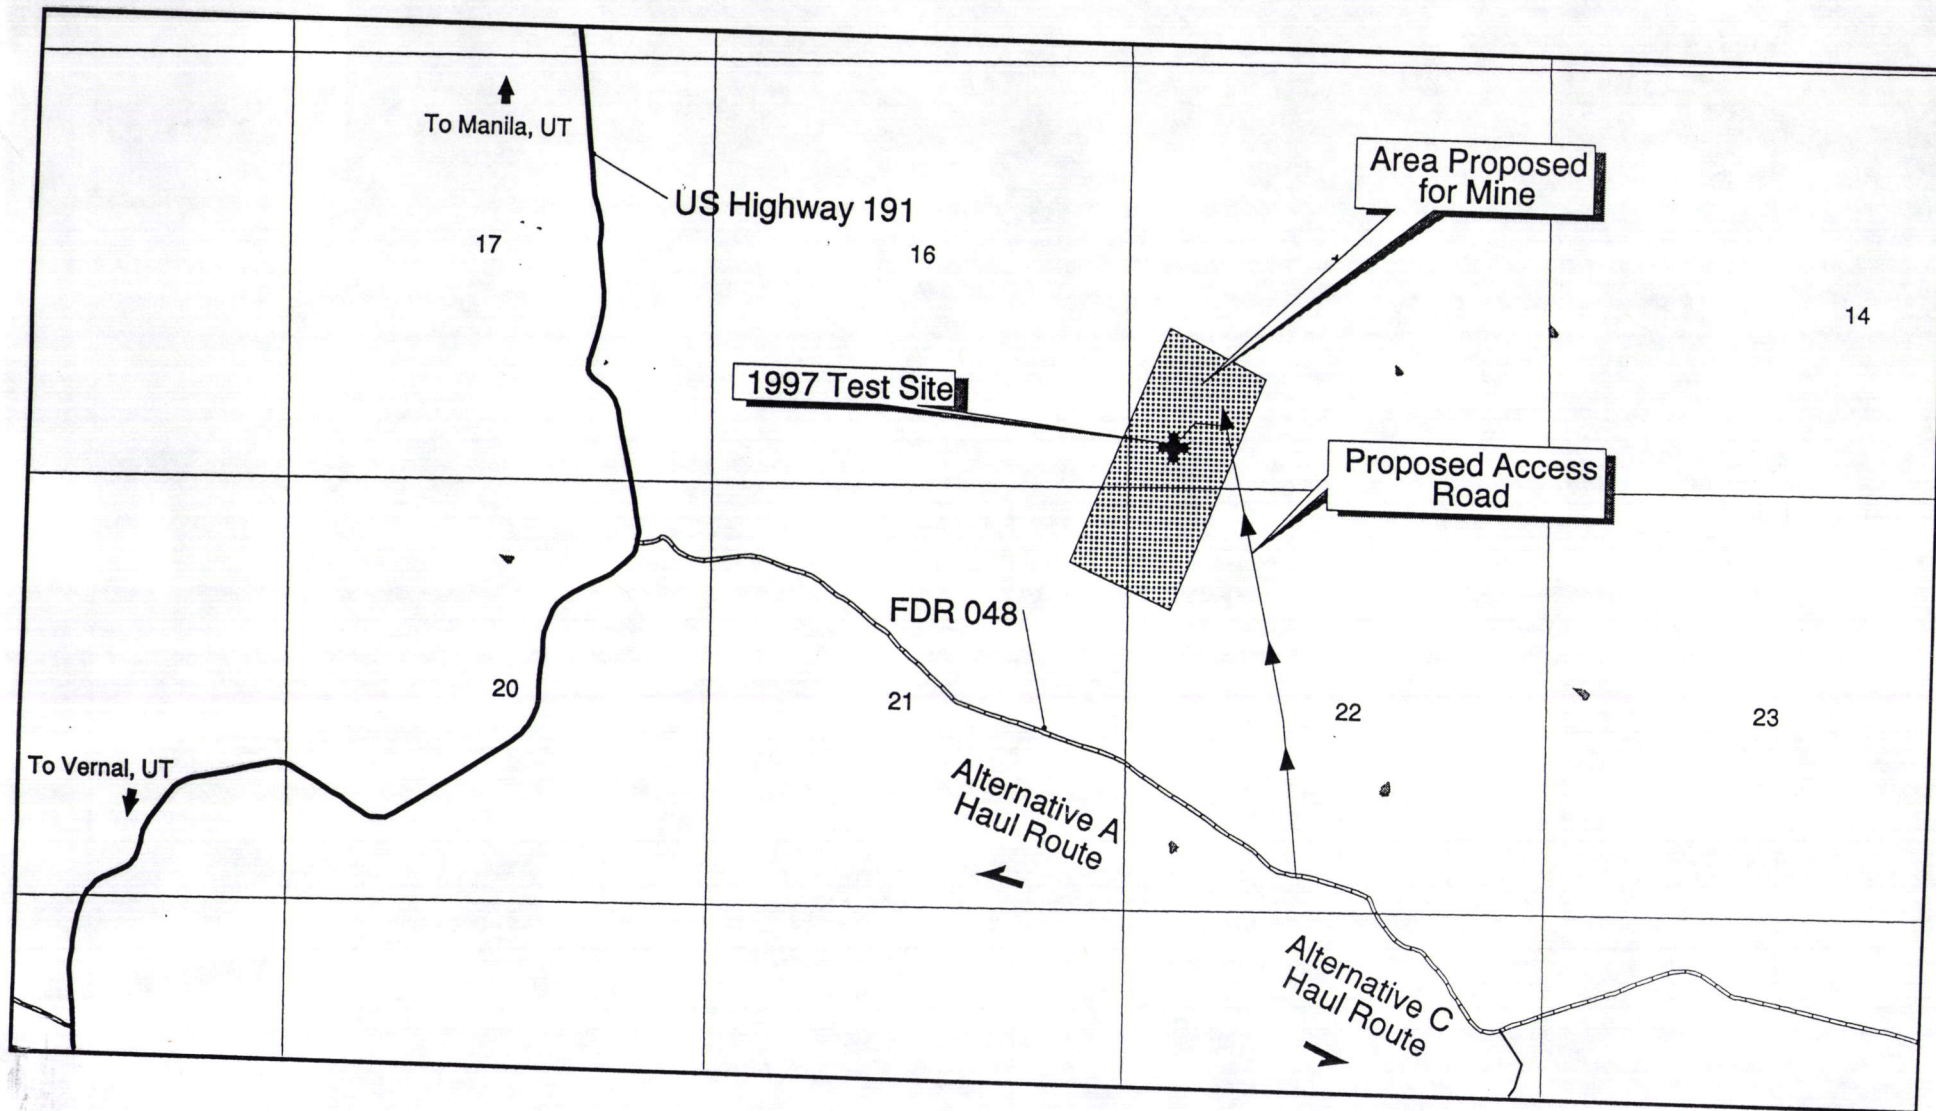 To Manila, UT
US Highway 191
Area Proposed
for Mine
17
16
14
1997 Test Site
Proposed Access
Road
FDR 048
20
21
22
23
To Vernal, UT
Alternative A
Haul Route
Alternative C
Haul Route